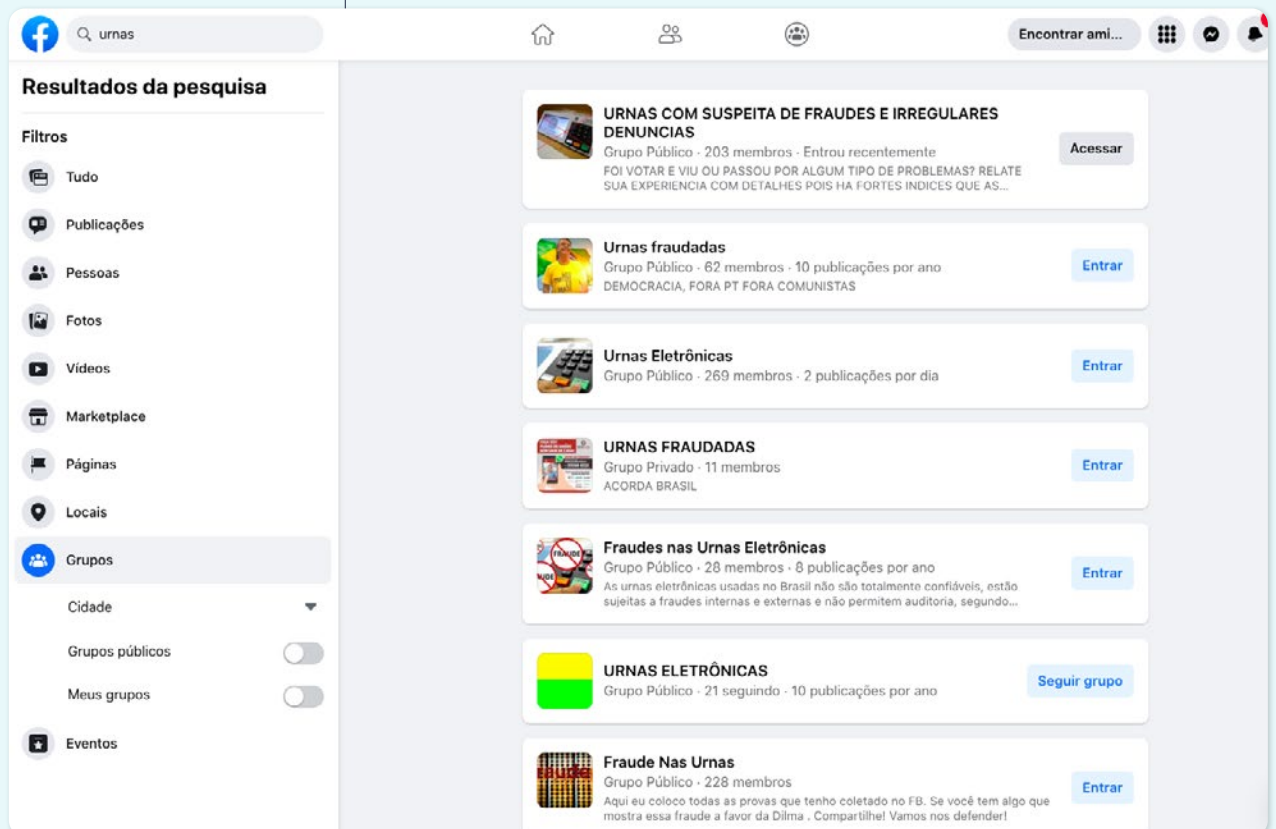 urnas
Encontrar ami...
Resultados da pesquisa
Filtros
Tudo
Publicações
Pessoas
Fotos
Vídeos
Marketplace
Páginas
Locais
Grupos
Cidade
Grupos públicos
Meus grupos
Eventos
URNAS COM SUSPEITA DE FRAUDES E IRREGULARES
DENUNCIAS
Grupo Público · 203 membros · Entrou recentemente
FOI VOTAR E VIU OU PASSOU POR ALGUM TIPO DE PROBLEMAS? RELATE
SUA EXPERIENCIA COM DETALHES POIS HA FORTES INDICES QUE AS...
Acessar
Urnas fraudadas
Grupo Público · 62 membros · 10 publicações por ano
DEMOCRACIA, FORA PT FORA COMUNISTAS
Entrar
Urnas Eletrônicas
Grupo Público · 269 membros · 2 publicações por dia
Entrar
URNAS FRAUDADAS
Grupo Privado · 11 membros
ACORDA BRASIL
Entrar
FRAUDE
Fraudes nas Urnas Eletrônicas
Grupo Público · 28 membros · 8 publicações por ano
As urnas eletrônicas usadas no Brasil não são totalmente confiáveis, estão
sujeitas a fraudes internas e externas e não permitem auditoria, segundo...
Entrar
URNAS ELETRÔNICAS
Grupo Público · 21 seguindo · 10 publicações por ano
Seguir grupo
Fraude Nas Urnas
Grupo Público · 228 membros
Aqui eu coloco todas as provas que tenho coletado no FB. Se você tem algo que
mostra essa fraude a favor da Dilma . Compartilhe! Vamos nos defender!
Entrar